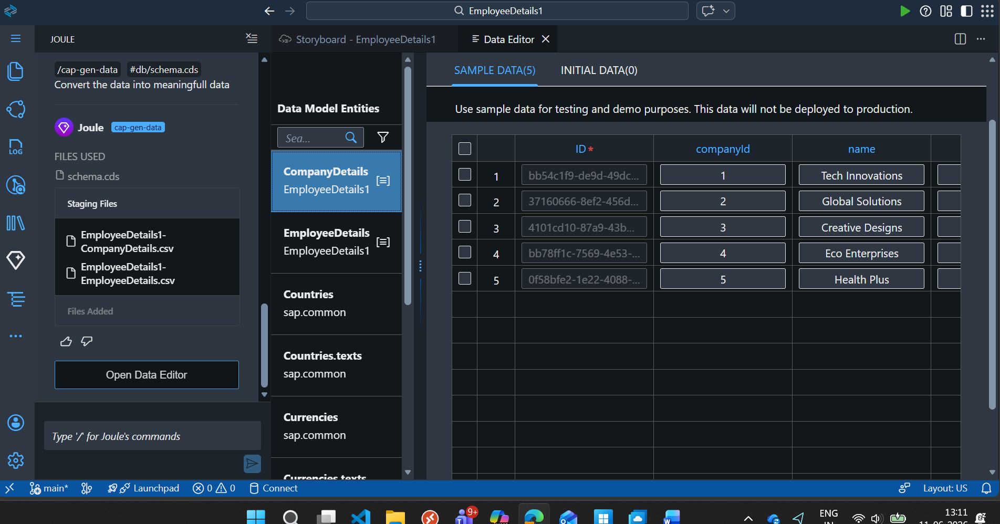 EmployeeDetails1
JOULE
Storyboard - EmployeeDetails1
Data Editor
/cap-gen-data #db/schema.cds
Convert the data into meaningfull data
Joule cap-gen-data
FILES USED
schema.cds
Staging Files
EmployeeDetails1-
CompanyDetails.csv
EmployeeDetails1-
EmployeeDetails.csv
Files Added
Open Data Editor
Type '/' for Joule's commands
LOG
Data Model Entities
Sea...
CompanyDetails
EmployeeDetails1
EmployeeDetails
EmployeeDetails1
Countries
sap.common
Countries.texts
sap.common
Currencies
sap.common
Currencies.texts
SAMPLE DATA(5) INITIAL DATA(0)
Use sample data for testing and demo purposes. This data will not be deployed to production.
ID* companyId name
1 bb54c1f9-de9d-49dc... 1 Tech Innovations
2 37160666-8ef2-456d... 2 Global Solutions
3 4101cd10-87a9-43b... 3 Creative Designs
4 bb78ff1c-7569-4e53-... 4 Eco Enterprises
5 0f58bfe2-1e22-4088-... 5 Health Plus
main* Launchpad 0 0 Connect Layout: US
9+
ENG
IN
13:11
11-06-2026